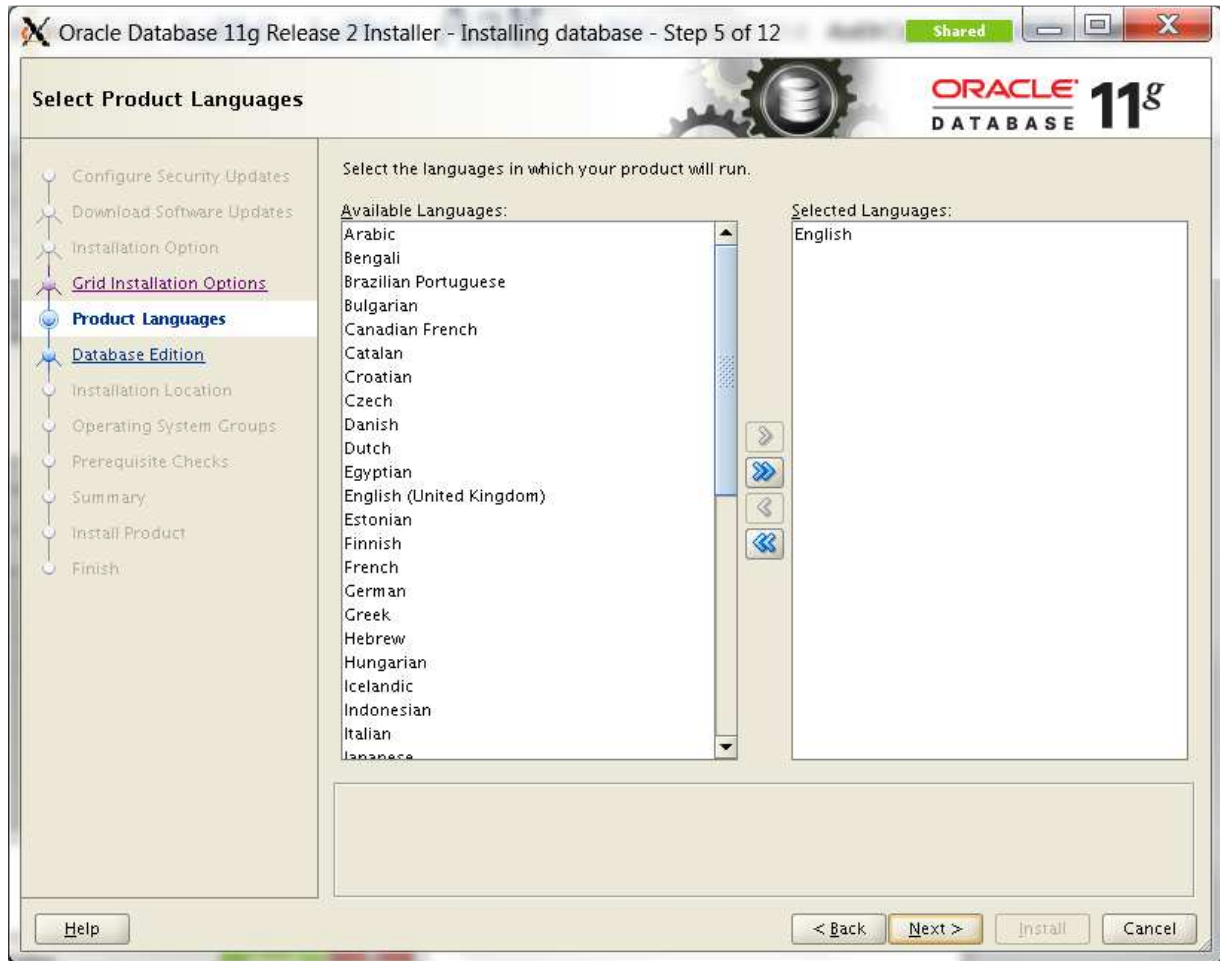 Oracle Database 11g Release 2 Installer - Installing database - Step 5 of 12
Shared
Select Product Languages
ORACLE
DATABASE
11g
Configure Security Updates
Download Software Updates
Installation Option
Grid Installation Options
Product Languages
Database Edition
Installation Location
Operating System Groups
Prerequisite Checks
Summary
Install Product
Finish
Select the languages in which your product will run.
Available Languages:
Arabic
Bengali
Brazilian Portuguese
Bulgarian
Canadian French
Catalan
Croatian
Czech
Danish
Dutch
Egyptian
English (United Kingdom)
Estonian
Finnish
French
German
Greek
Hebrew
Hungarian
Icelandic
Indonesian
Italian
Japanese
Selected Languages:
English
Help
< Back
Next >
Install
Cancel